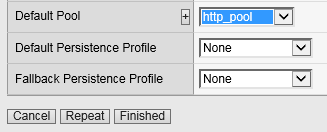 Default Pool + http_pool
Default Persistence Profile None
Fallback Persistence Profile None
Cancel Repeat Finished